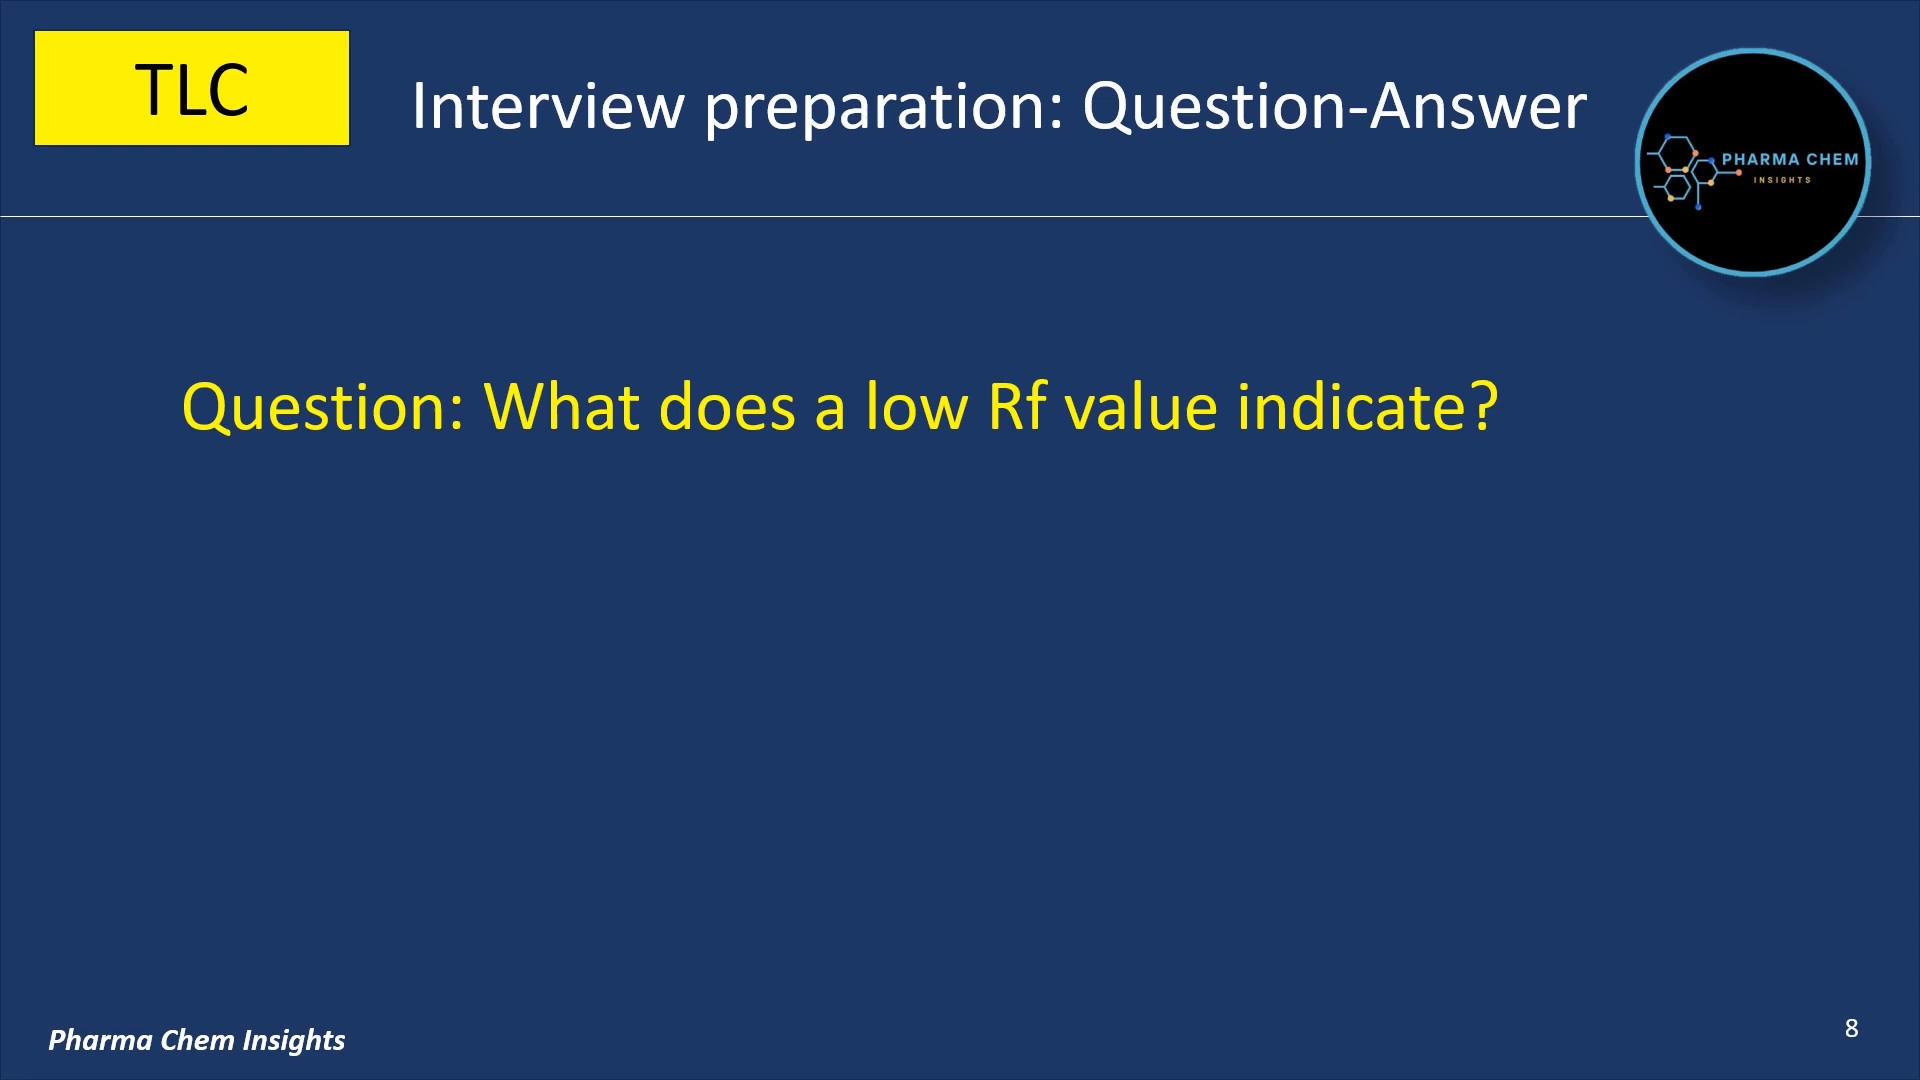 TLC
Interview preparation: Question-Answer
PHARMA CHEM
INSIGHTS
Question: What does a low Rf value indicate?
Pharma Chem Insights
8